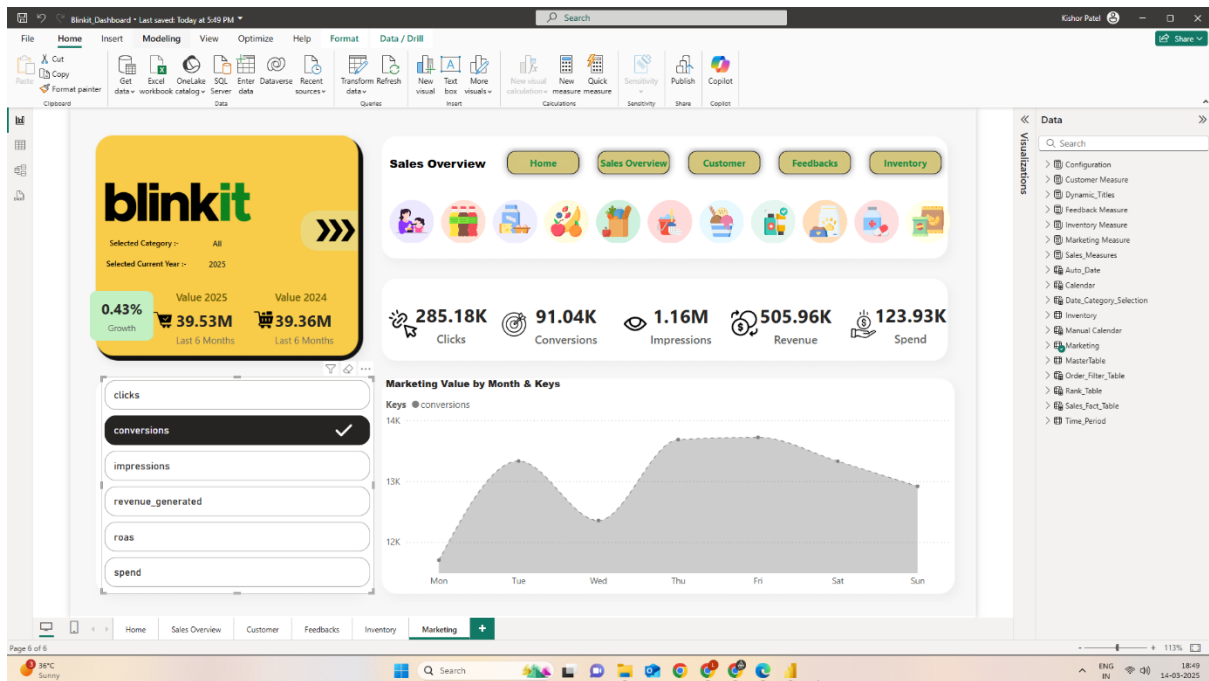 Blinkit_Dashboard • Last saved: Today at 5:49 PM
Search
Kishor Patel
File Home Insert Modeling View Optimize Help Format Data / Drill
Share
Paste
Cut
Copy
Format painter
Clipboard
Get data
Excel workbook
OneLake catalog
SQL Server
Enter data
Dataverse
Recent sources
Data
Transform data
Refresh
Queries
New visual
Text box
More visuals
Insert
New visual calculation
New measure
Quick measure
Calculations
Sensitivity
Sensitivity
Publish
Share
Copilot
Copilot
blinkit
Selected Category :- All
Selected Current Year :- 2025
0.43%
Growth
Value 2025
39.53M
Last 6 Months
Value 2024
39.36M
Last 6 Months
Sales Overview
Home
Sales Overview
Customer
Feedbacks
Inventory
285.18K
Clicks
91.04K
Conversions
1.16M
Impressions
505.96K
Revenue
123.93K
Spend
clicks
conversions
impressions
revenue_generated
roas
spend
Marketing Value by Month & Keys
Keys conversions
14K
13K
12K
Mon Tue Wed Thu Fri Sat Sun
Visualizations
Data
Search
Configuration
Customer Measure
Dynamic_Titles
Feedback Measure
Inventory Measure
Marketing Measure
Sales_Measures
Auto_Date
Calendar
Date_Category_Selection
Inventory
Manual Calendar
Marketing
MasterTable
Order_Filter_Table
Rank_Table
Sales_Fact_Table
Time_Period
Home Sales Overview Customer Feedbacks Inventory Marketing +
Page 6 of 6
- + 113%
3
36°C
Sunny
Search
ENG
IN
18:49
14-03-2025